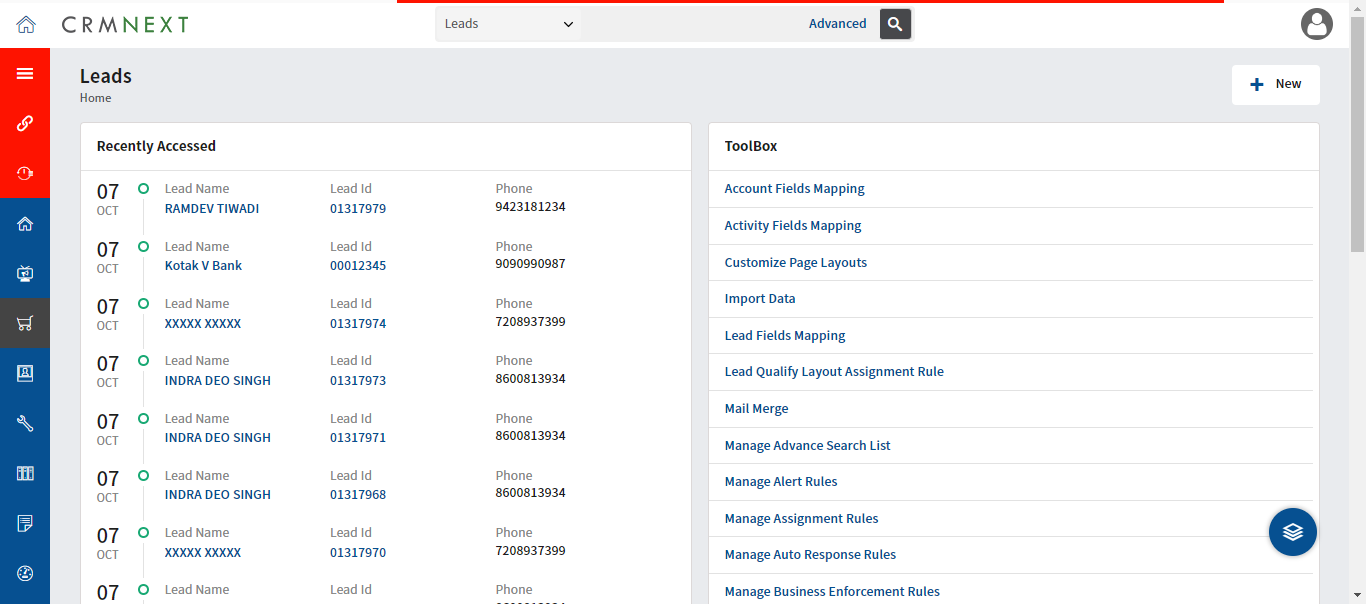 CRMNEXT
Leads
Advanced
Leads
Home
New
Recently Accessed
07 OCT
Lead Name Lead Id Phone
RAMDEV TIWADI 01317979 9423181234
07 OCT
Lead Name Lead Id Phone
Kotak V Bank 00012345 9090990987
07 OCT
Lead Name Lead Id Phone
XXXXX XXXXX 01317974 7208937399
07 OCT
Lead Name Lead Id Phone
INDRA DEO SINGH 01317973 8600813934
07 OCT
Lead Name Lead Id Phone
INDRA DEO SINGH 01317971 8600813934
07 OCT
Lead Name Lead Id Phone
INDRA DEO SINGH 01317968 8600813934
07 OCT
Lead Name Lead Id Phone
XXXXX XXXXX 01317970 7208937399
07
Lead Name Lead Id Phone
ToolBox
Account Fields Mapping
Activity Fields Mapping
Customize Page Layouts
Import Data
Lead Fields Mapping
Lead Qualify Layout Assignment Rule
Mail Merge
Manage Advance Search List
Manage Alert Rules
Manage Assignment Rules
Manage Auto Response Rules
Manage Business Enforcement Rules